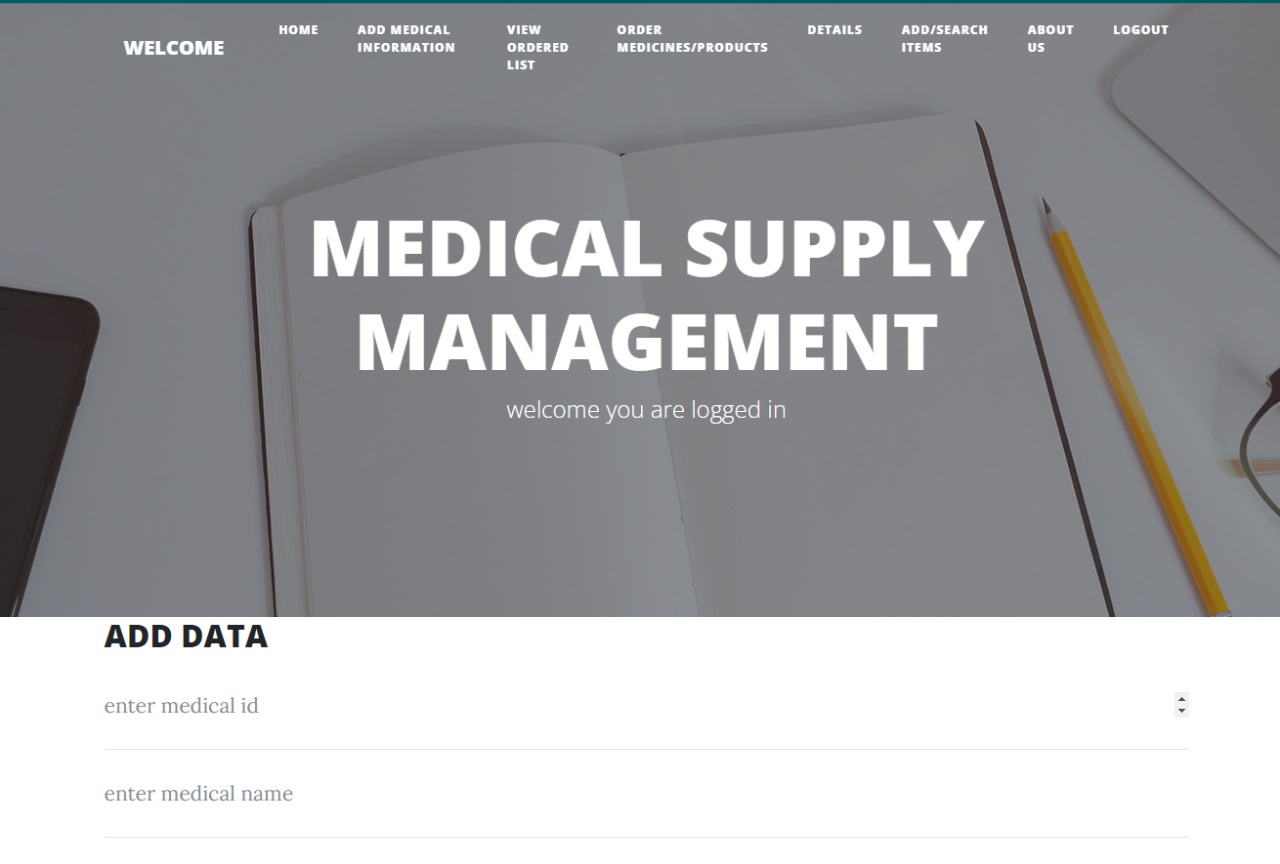 WELCOME
HOME
ADD MEDICAL
INFORMATION
VIEW
ORDERED
LIST
ORDER
MEDICINES/PRODUCTS
DETAILS
ADD/SEARCH
ITEMS
ABOUT
US
LOGOUT
MEDICAL SUPPLY
MANAGEMENT
welcome you are logged in
ADD DATA
enter medical id
enter medical name